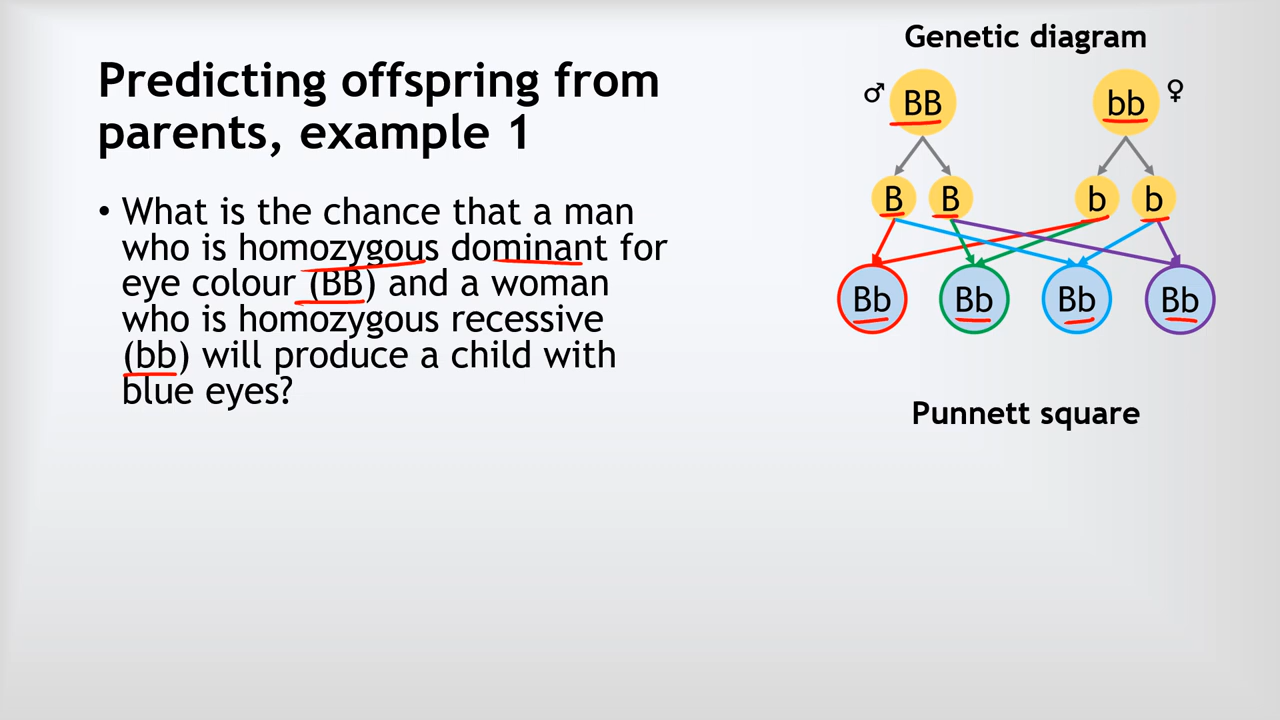 Predicting offspring from
parents, example 1
• What is the chance that a man
who is homozygous dominant for
eye colour (BB) and a woman
who is homozygous recessive
(bb) will produce a child with
blue eyes?
Genetic diagram
♂ BB bb ♀
B B b b
Bb Bb Bb Bb
Punnett square